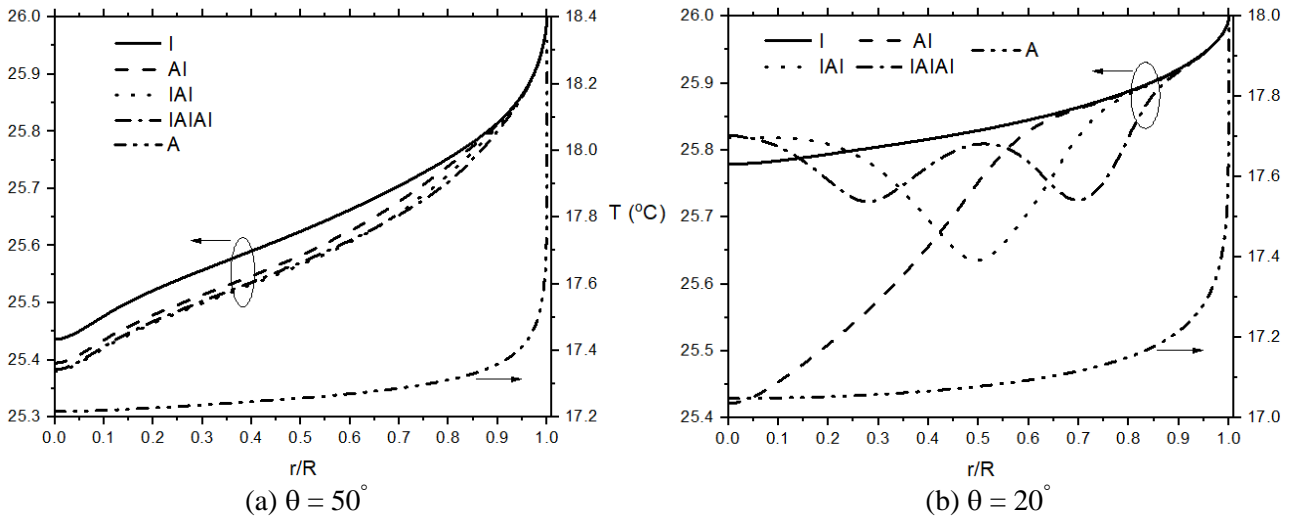 26.0
25.9
25.8
25.7
25.6
25.5
25.4
25.3
I
AI
IAI
IAIAI
A
18.4
18.2
18.0
17.8
17.6
17.4
17.2
T (°C)
0.0 0.1 0.2 0.3 0.4 0.5 0.6 0.7 0.8 0.9 1.0
r/R
(a) θ = 50°
26.0
25.9
25.8
25.7
25.6
25.5
25.4
I AI A
IAI IAIAI
18.0
17.8
17.6
17.4
17.2
17.0
0.0 0.1 0.2 0.3 0.4 0.5 0.6 0.7 0.8 0.9 1.0
r/R
(b) θ = 20°